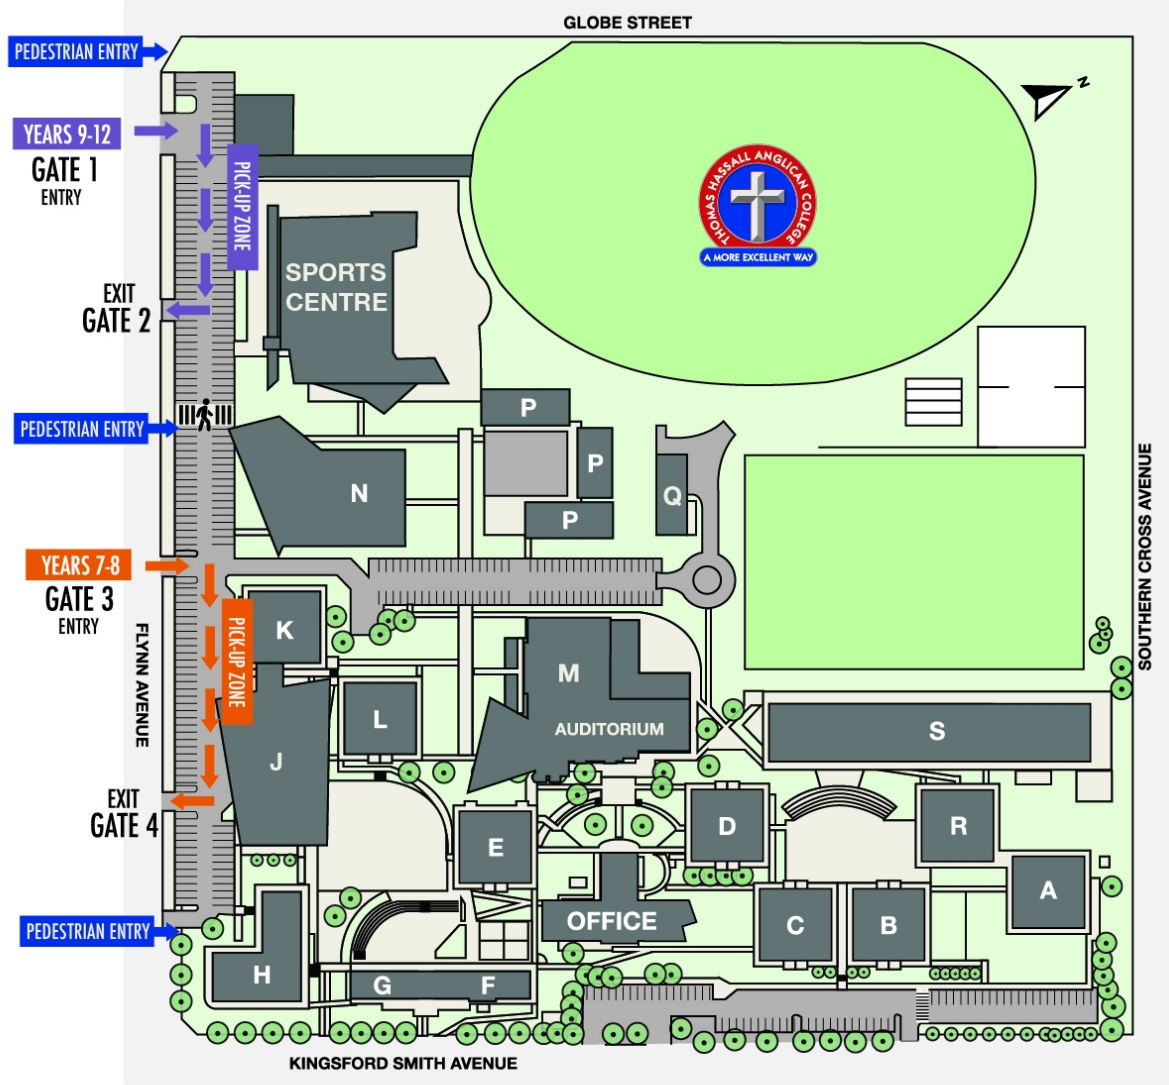 GLOBE STREET
PEDESTRIAN ENTRY
N
YEARS 9-12
GATE 1
ENTRY
PICK-UP ZONE
THOMAS HASSALL ANGLICAN COLLEGE
A MORE EXCELLENT WAY
SPORTS
CENTRE
EXIT
GATE 2
PEDESTRIAN ENTRY
P
P
P
N
Q
SOUTHERN CROSS AVENUE
YEARS 7-8
GATE 3
ENTRY
PICK-UP ZONE
FLYNN AVENUE
K
M
AUDITORIUM
L
S
J
EXIT
GATE 4
E
D
R
A
OFFICE
C
B
PEDESTRIAN ENTRY
H
G
F
KINGSFORD SMITH AVENUE